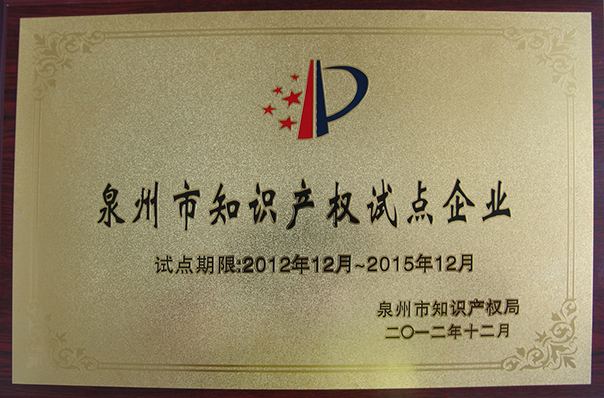 泉州市知识产权试点企业
试点期限:2012年12月~2015年12月
泉州市知识产权局
二〇一二年十二月